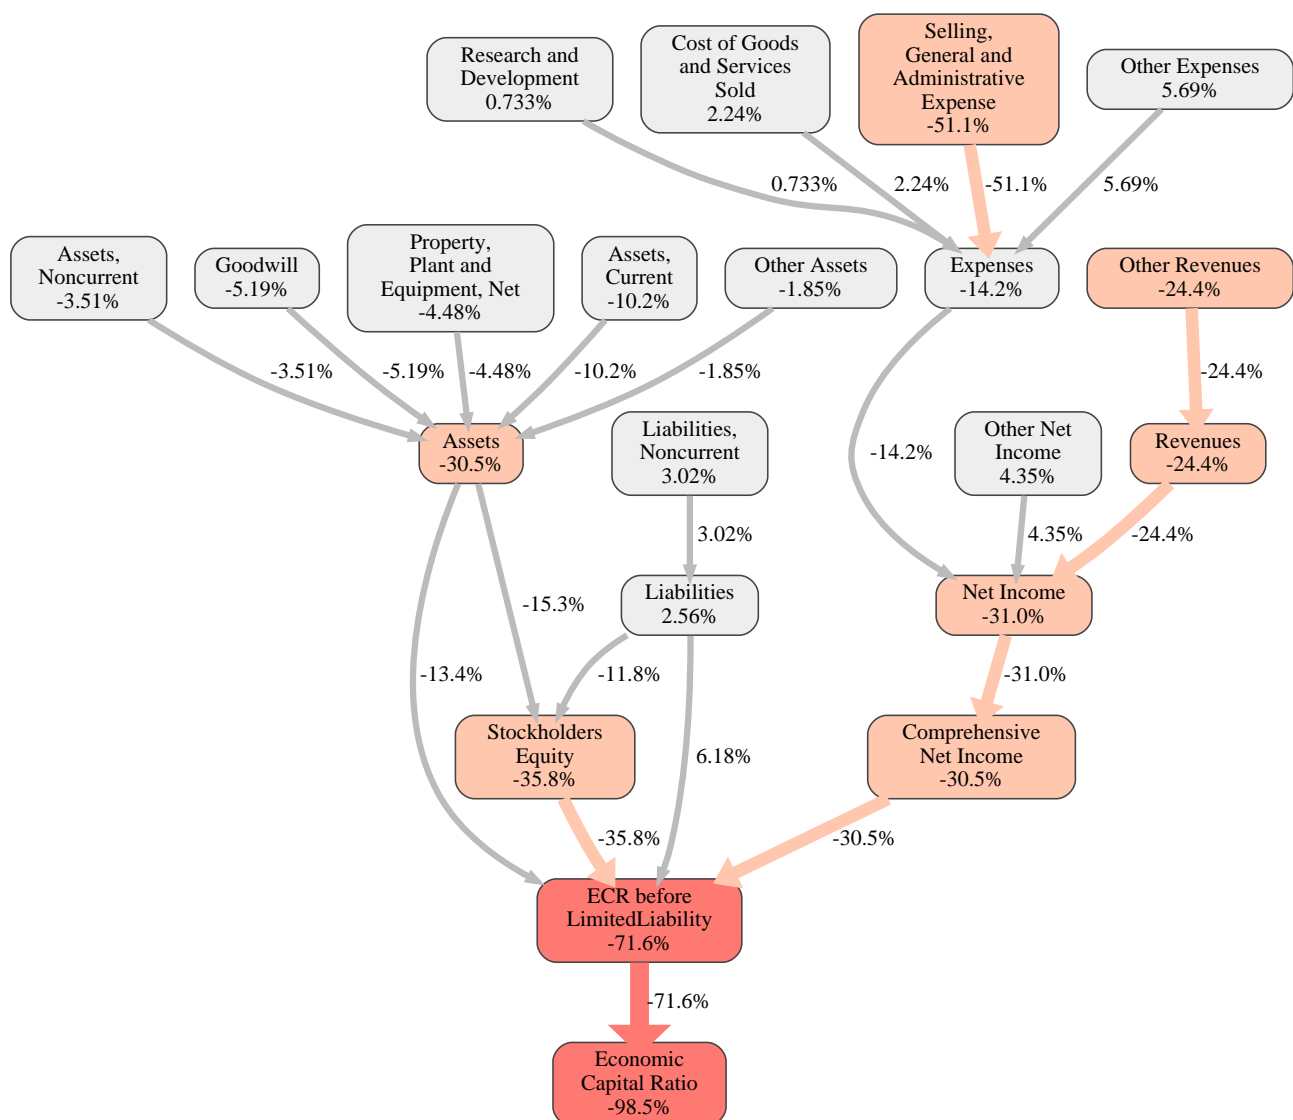 Research and
Development
0.733%
Cost of Goods
and Services
Sold
2.24%
Selling,
General and
Administrative
Expense
-51.1%
Other Expenses
5.69%
0.733%
2.24%
-51.1%
5.69%
Assets,
Noncurrent
-3.51%
Goodwill
-5.19%
Property,
Plant and
Equipment, Net
-4.48%
Assets,
Current
-10.2%
Other Assets
-1.85%
Expenses
-14.2%
Other Revenues
-24.4%
-3.51%
-5.19%
-4.48%
-10.2%
-1.85%
-24.4%
Assets
-30.5%
Liabilities,
Noncurrent
3.02%
-14.2%
Other Net
Income
4.35%
Revenues
-24.4%
3.02%
4.35%
-24.4%
-15.3%
Liabilities
2.56%
Net Income
-31.0%
-13.4%
-11.8%
-31.0%
Stockholders
Equity
-35.8%
6.18%
Comprehensive
Net Income
-30.5%
-35.8%
-30.5%
ECR before
LimitedLiability
-71.6%
-71.6%
Economic
Capital Ratio
-98.5%